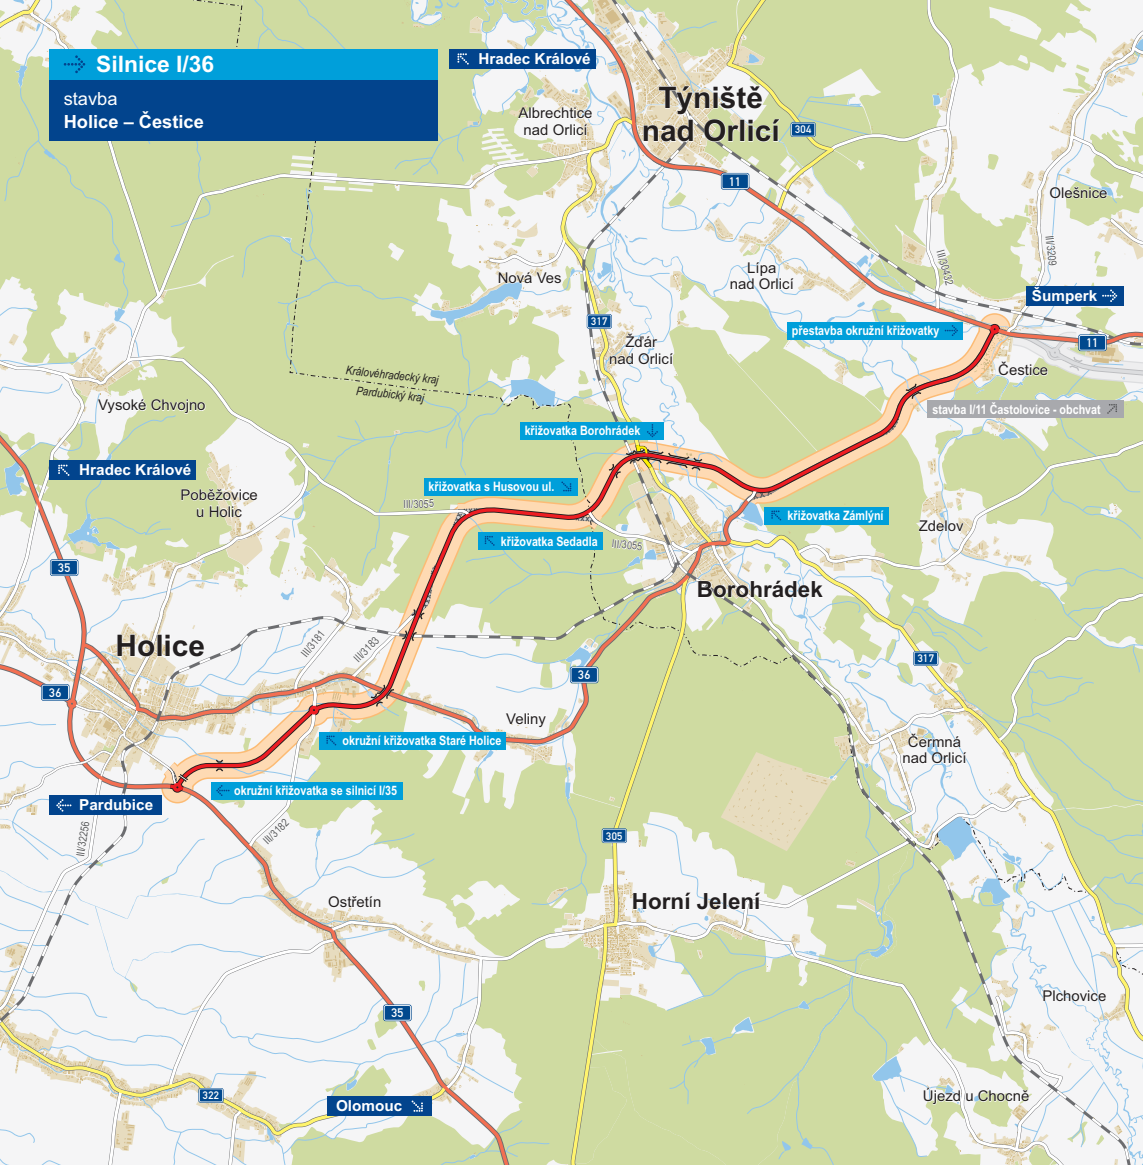 Silnice I/36
stavba
Holice – Čestice
Hradec Králové
Týniště
nad Orlicí
Albrechtice
nad Orlicí
304
11
Olešnice
III/3209
III/30432
Lípa
nad Orlicí
Nová Ves
Šumperk
317
přestavba okružní křižovatky
11
Žďár
nad Orlicí
Čestice
Královéhradecký kraj
Pardubický kraj
stavba I/11 Častolovice - obchvat
Vysoké Chvojno
křižovatka Borohrádek
Hradec Králové
křižovatka s Husovou ul.
Poběžovice
u Holic
III/3055
křižovatka Zámlýní
Zdelov
křižovatka Sedadla
III/3055
35
Borohrádek
Holice
III/3181
III/3183
317
36
36
Veliny
okružní křižovatka Staré Holice
Čermná
nad Orlicí
okružní křižovatka se silnicí I/35
Pardubice
III/32256
III/3182
305
Ostřetín
Horní Jelení
Plchovice
35
322
Olomouc
Újezd u Chocně